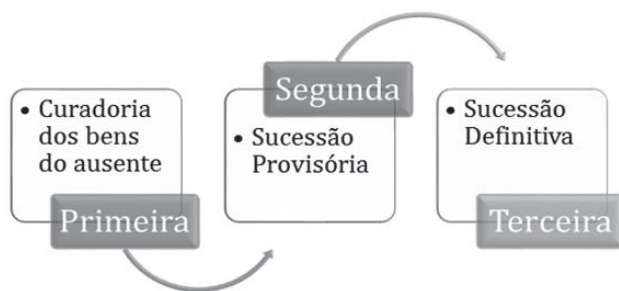 • Curadoria
dos bens
do ausente
Primeira
Segunda
• Sucessão
Provisória
• Sucessão
Definitiva
Terceira